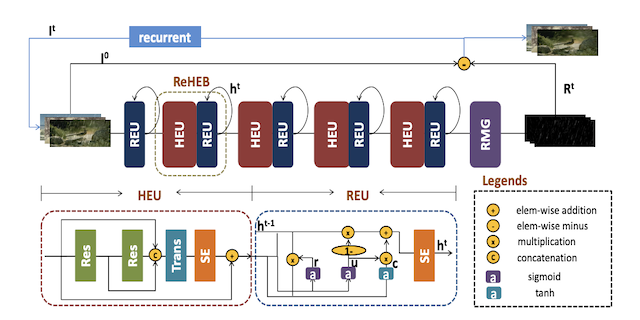 I^t
recurrent
I^0
-
ReHEB
h^t
R^t
REU
HEU
REU
HEU
REU
HEU
REU
HEU
REU
RMG
HEU
REU
Legends
Res
Res
C
Trans
SE
+
h^t-1
x
r
a
x
1-
u
a
+
x
c
a
SE
h^t
+ elem-wise addition
- elem-wise minus
x multiplication
C concatenation
a sigmoid
a tanh